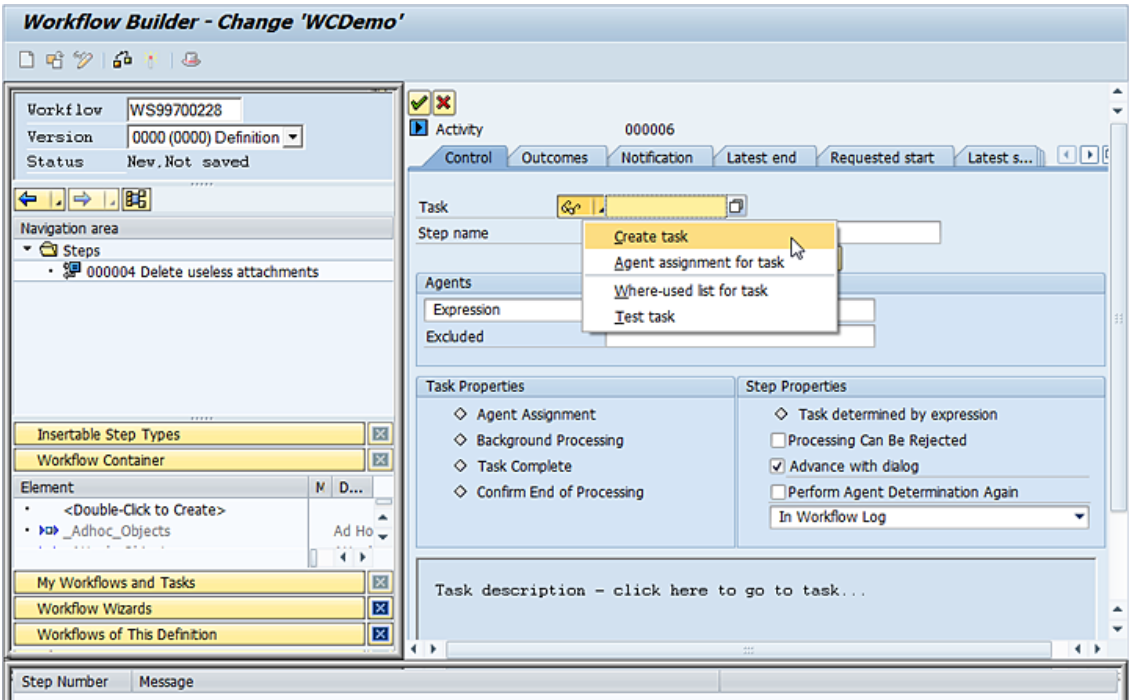 Workflow Builder - Change 'WCDemo'
Workflow WS99700228
Version 0000 (0000) Definition
Status New, Not saved
Navigation area
Steps
000004 Delete useless attachments
Insertable Step Types
Workflow Container
Element D...
<Double-Click to Create>
_Adhoc_Objects Ad Ho
My Workflows and Tasks
Workflow Wizards
Workflows of This Definition
Activity 000006
Control Outcomes Notification Latest end Requested start Latest s...
Task
Step name
Create task
Agent assignment for task
Where-used list for task
Test task
Agents
Expression
Excluded
Task Properties
Agent Assignment
Background Processing
Task Complete
Confirm End of Processing
Step Properties
Task determined by expression
Processing Can Be Rejected
Advance with dialog
Perform Agent Determination Again
In Workflow Log
Task description - click here to go to task...
Step Number Message